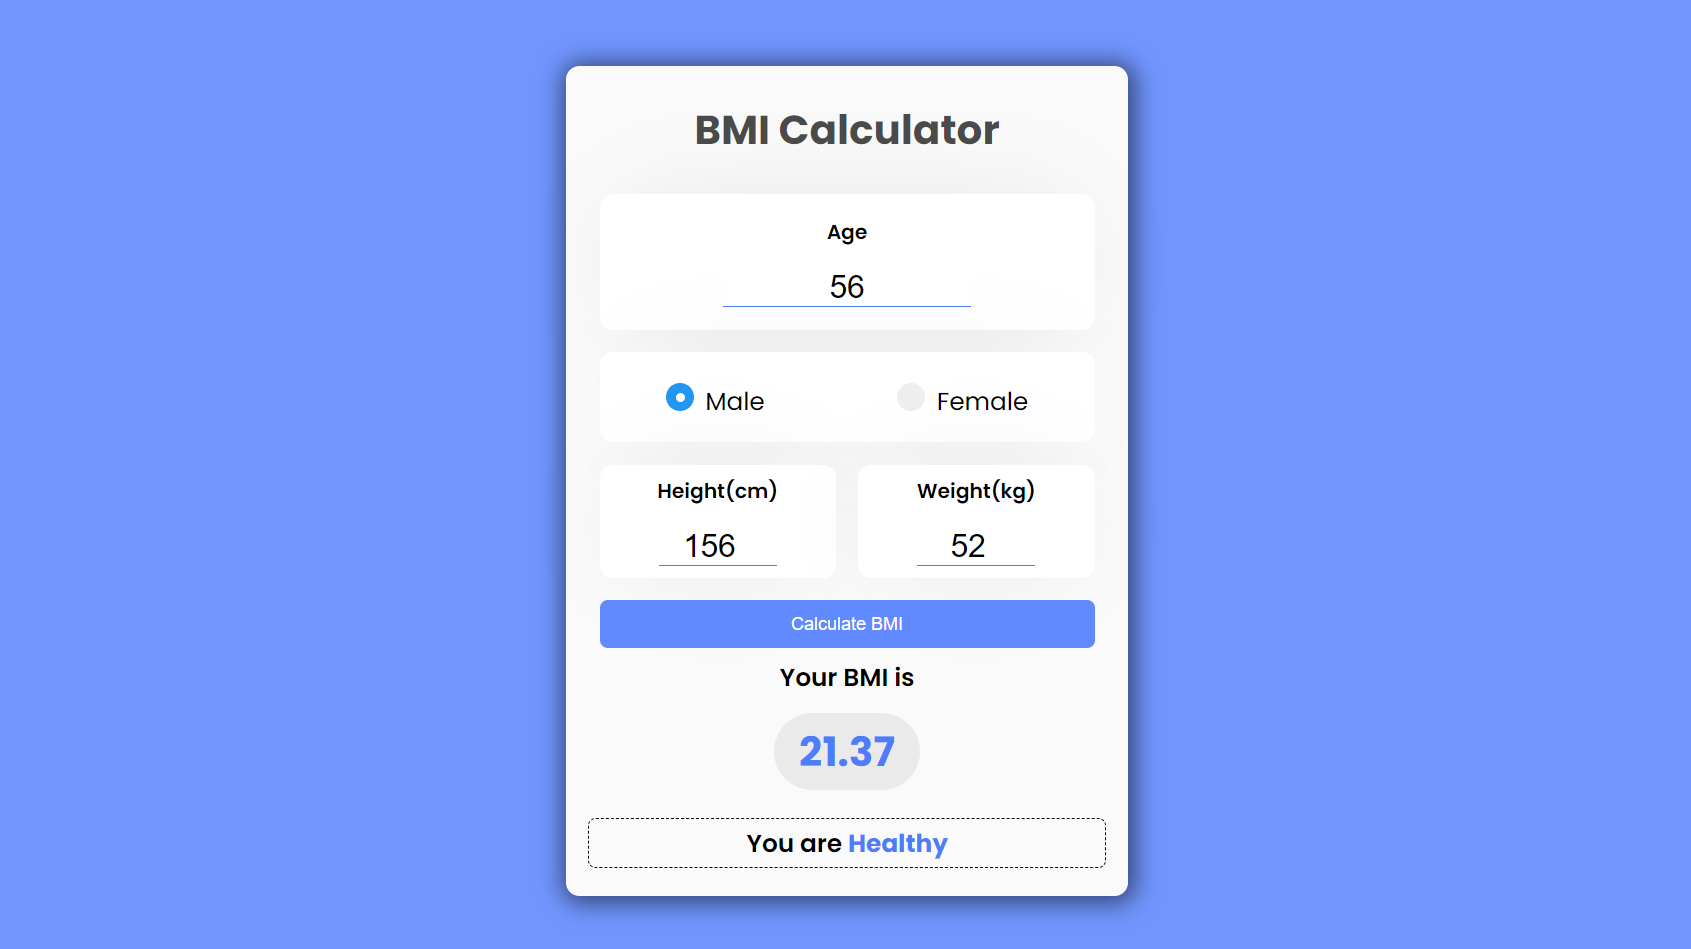 BMI Calculator
Age
56
Male Female
Height(cm) Weight(kg)
156 52
Calculate BMI
Your BMI is
21.37
You are Healthy